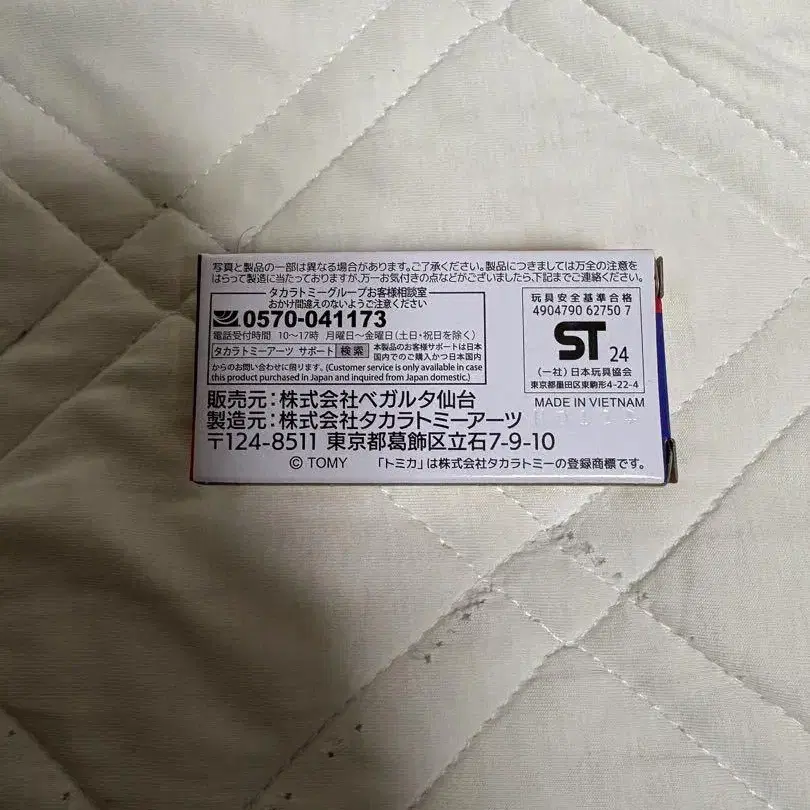 写真と製品の一部は異なる場合があります。ご了承ください。製品につきましては万全の注意を
はらって製造に当たっておりますが、万一お気付きの点などがございましたら、下記までご連絡ください。
タカラトミーグループお客様相談室
おかけ間違えのないようご注意ください
0570-041173
電話受付時間 10〜17時 月曜日〜金曜日(土日・祝日を除く)
タカラトミーアーツ サポート 検索
本製品のお客様サポートは日本
国内でのご購入かつ日本国内
からのお問い合わせに限ります。(Customer service is only available in case
this product purchased in Japan and inquired from Japan domestic.)
玩具安全基準合格
4904790 62750 7
ST 24
(一社)日本玩具協会
東京都墨田区東駒形4-22-4
MADE IN VIETNAM
販売元:株式会社ベガルタ仙台
製造元:株式会社タカラトミーアーツ
〒124-8511 東京都葛飾区立石7-9-10
© TOMY 「トミカ」は株式会社タカラトミーの登録商標です。